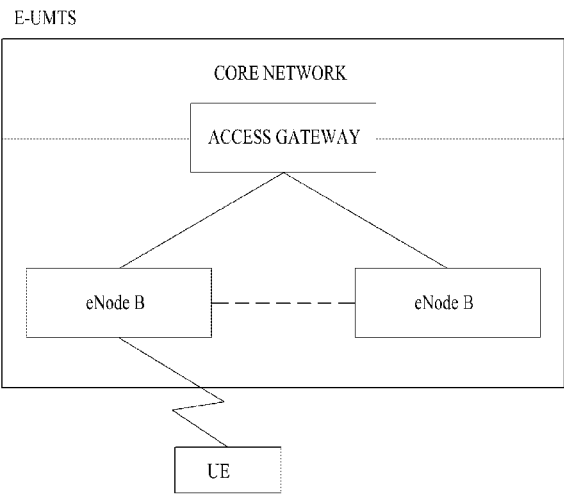 E-UMTS
CORE NETWORK
ACCESS GATEWAY
eNode B
eNode B
UE